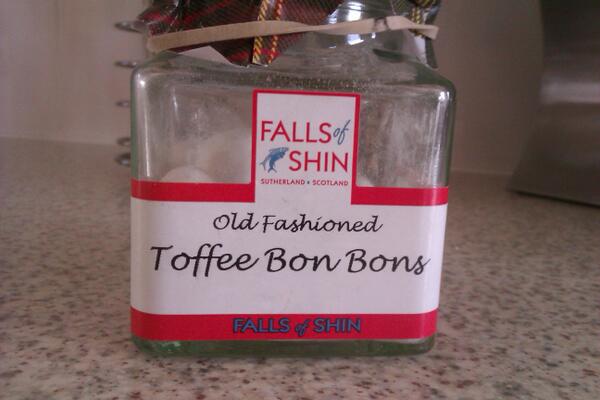 FALLS of
SHIN
SUTHERLAND • SCOTLAND
Old Fashioned
Toffee Bon Bons
FALLS of SHIN